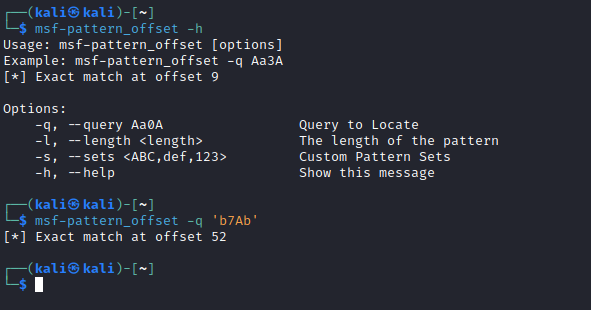 ┌──(kali㉿kali)-[~]
└─$ msf-pattern_offset -h
Usage: msf-pattern_offset [options]
Example: msf-pattern_offset -q Aa3A
[*] Exact match at offset 9

Options:
    -q, --query Aa0A                 Query to Locate
    -l, --length <length>            The length of the pattern
    -s, --sets <ABC,def,123>         Custom Pattern Sets
    -h, --help                       Show this message

┌──(kali㉿kali)-[~]
└─$ msf-pattern_offset -q 'b7Ab'
[*] Exact match at offset 52

┌──(kali㉿kali)-[~]
└─$